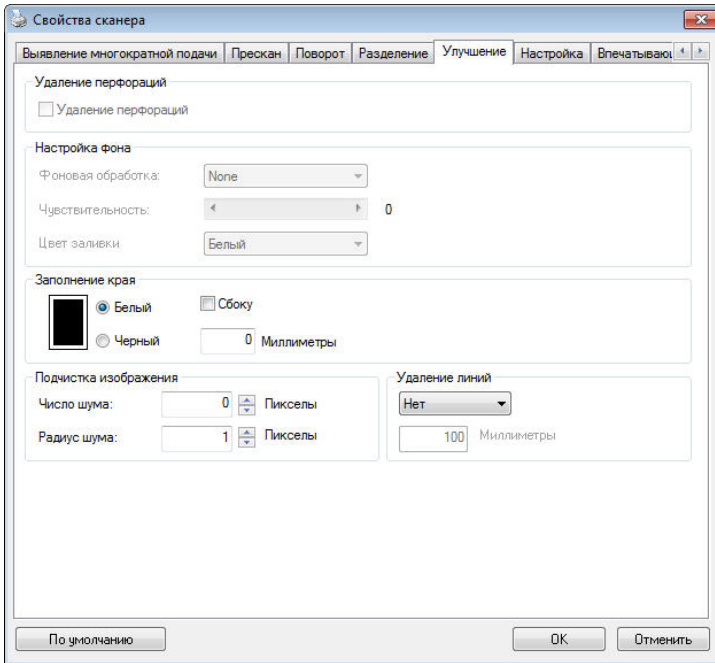 Свойства сканера
Выявление многократной подачи Прескан Поворот Разделение Улучшение Настройка Впечатывающ
Удаление перфораций
Удаление перфораций
Настройка фона
Фоновая обработка: None
Чувствительность: 0
Цвет заливки Белый
Заполнение края
Белый Сбоку
Черный 0 Миллиметры
Подчистка изображения Удаление линий
Число шума: 0 Пикселы Нет
Радиус шума: 1 Пикселы 100 Миллиметры
По умолчанию OK Отменить